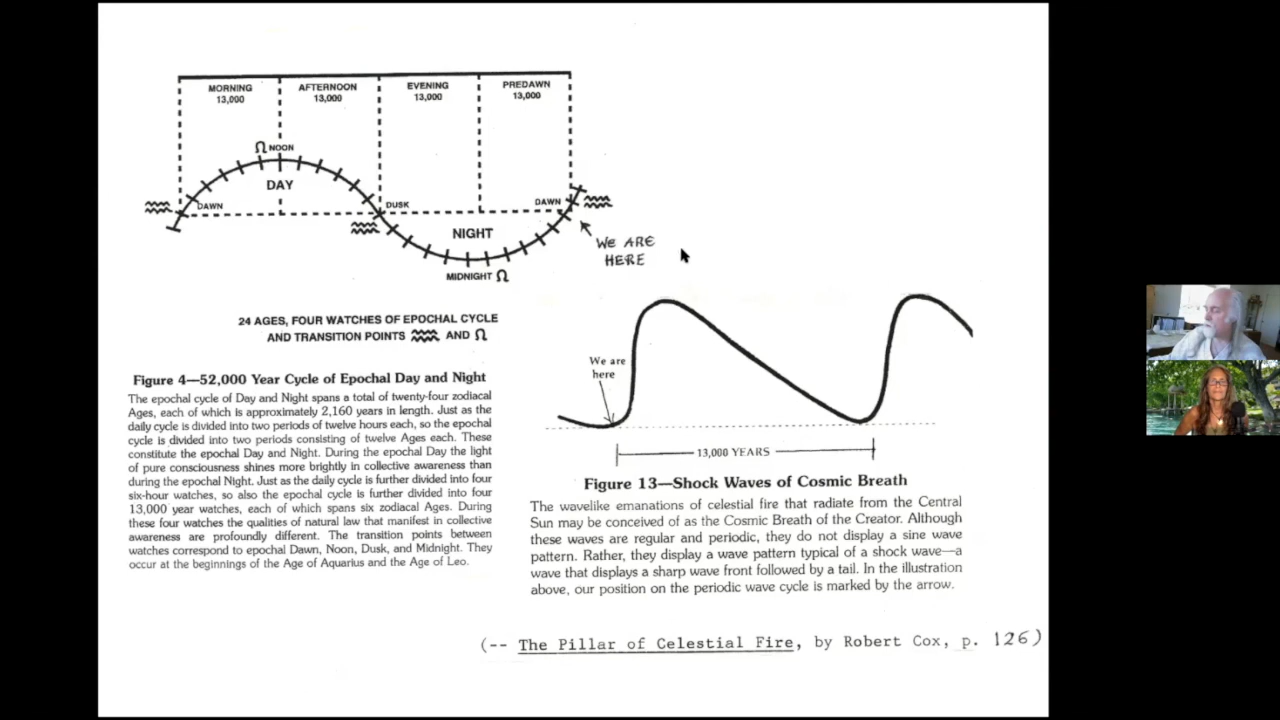 MORNING
13,000
AFTERNOON
13,000
EVENING
13,000
PREDAWN
13,000
Ω NOON
DAY
DAWN
DUSK
DAWN
NIGHT
WE ARE
HERE
MIDNIGHT Ω
24 AGES, FOUR WATCHES OF EPOCHAL CYCLE
AND TRANSITION POINTS ♒ AND Ω
Figure 4—52,000 Year Cycle of Epochal Day and Night
The epochal cycle of Day and Night spans a total of twenty-four zodiacal
Ages, each of which is approximately 2,160 years in length. Just as the
daily cycle is divided into two periods of twelve hours each, so the epochal
cycle is divided into two periods consisting of twelve Ages each. These
constitute the epochal Day and Night. During the epochal Day the light
of pure consciousness shines more brightly in collective awareness than
during the epochal Night. Just as the daily cycle is further divided into four
six-hour watches, so also the epochal cycle is further divided into four
13,000 year watches, each of which spans six zodiacal Ages. During
these four watches the qualities of natural law that manifest in collective
awareness are profoundly different. The transition points between
watches correspond to epochal Dawn, Noon, Dusk, and Midnight. They
occur at the beginnings of the Age of Aquarius and the Age of Leo.
We are
here
13,000 YEARS
Figure 13—Shock Waves of Cosmic Breath
The wavelike emanations of celestial fire that radiate from the Central
Sun may be conceived of as the Cosmic Breath of the Creator. Although
these waves are regular and periodic, they do not display a sine wave
pattern. Rather, they display a wave pattern typical of a shock wave—a
wave that displays a sharp wave front followed by a tail. In the illustration
above, our position on the periodic wave cycle is marked by the arrow.
(-- The Pillar of Celestial Fire, by Robert Cox, p. 126)